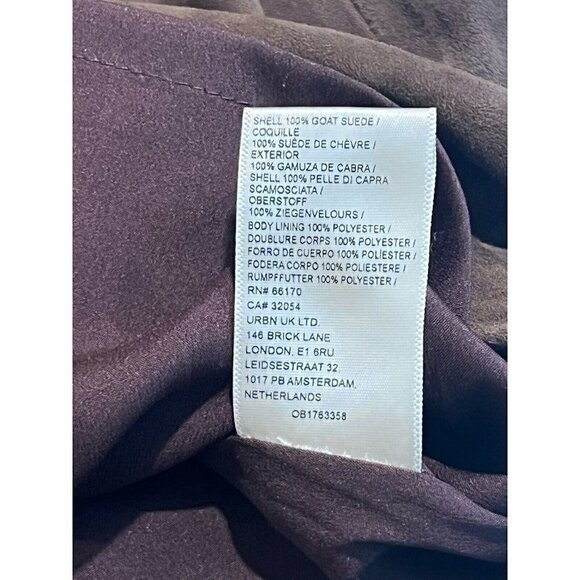 SHELL 100% GOAT SUEDE /
COQUILLE
100% SUÈDE DE CHÈVRE /
EXTERIOR
100% GAMUZA DE CABRA /
SHELL 100% PELLE DI CAPRA
SCAMOSCIATA /
OBERSTOFF
100% ZIEGENVELOURS /
BODY LINING 100% POLYESTER /
DOUBLURE CORPS 100% POLYESTER /
FORRO DE CUERPO 100% POLIÉSTER /
FODERA CORPO 100% POLIESTERE /
RUMPFFUTTER 100% POLYESTER /
RN# 66170
CA# 32054
URBN UK LTD.
146 BRICK LANE
LONDON, E1 6RU
LEIDSESTRAAT 32,
1017 PB AMSTERDAM,
NETHERLANDS
OB1763358